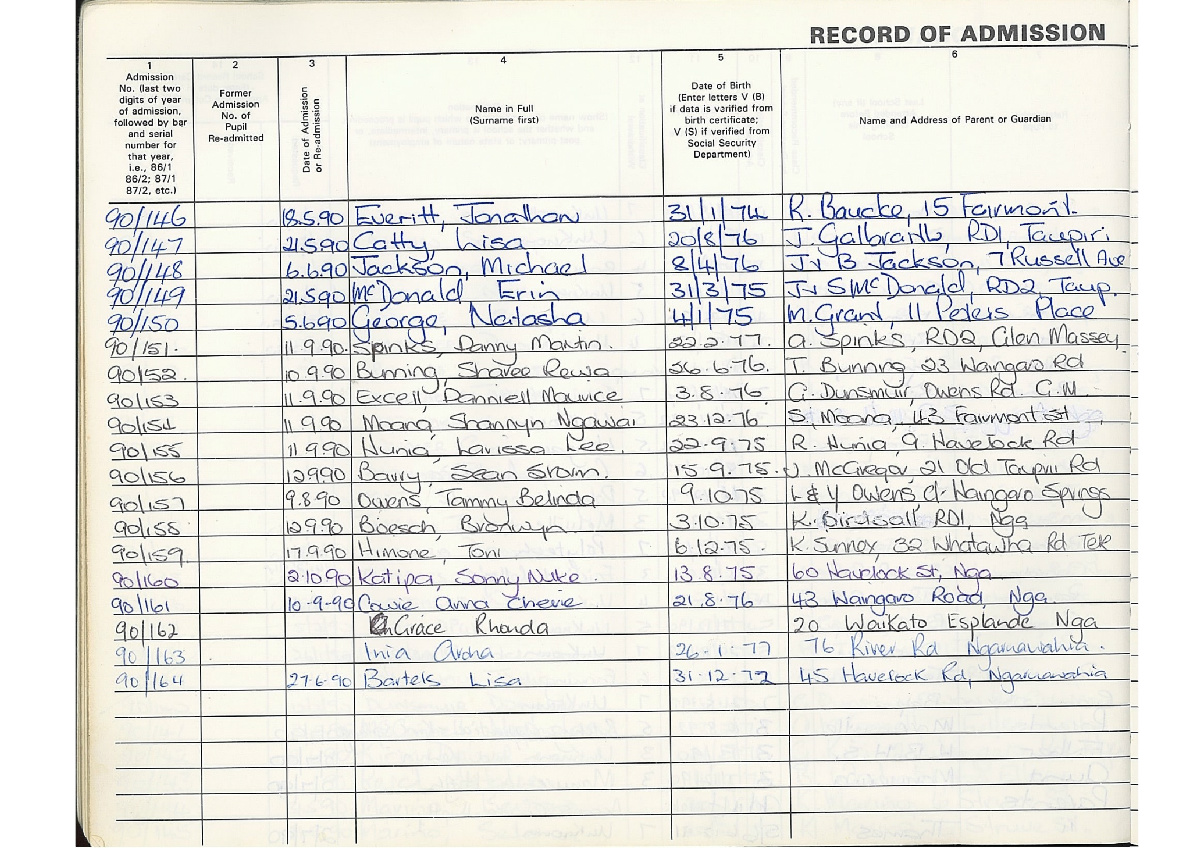 RECORD OF ADMISSION
1 2 3 4 5 6
Admission No. (last two digits of year of admission, followed by bar and serial number for that year, i.e., 86/1 86/2; 87/1 87/2, etc.)
Former Admission No. of Pupil Re-admitted
Date of Admission or Re-admission
Name in Full (Surname first)
Date of Birth (Enter letters V (B) if data is verified from birth certificate; V (S) if verified from Social Security Department)
Name and Address of Parent or Guardian
90/146 18.5.90 Everitt, Jonathan 31/1/74 R. Baucke, 15 Fairmont.
90/147 21.5.90 Catty, Lisa 20/8/76 J. Galbraith, RD1, Taupiri.
90/148 6.6.90 Jackson, Michael 8/4/76 J & B Jackson, 7 Russell Ave
90/149 21.5.90 McDonald, Erin 31/3/75 J & S McDonald, RD2, Taup.
90/150 5.6.90 George, Natasha 4/1/75 M. Grand, 11 Peters Place
90/151. 11.9.90. Spinks, Danny Martin. 22.2.77. A. Spinks, RD2, Glen Massey.
90/152. 10.9.90 Bunning, Sharee Rewa 26.6.76. T. Bunning, 23 Waingaro Rd
90/153 11.9.90 Excell, Danniell Maurice 3.8.76. G. Dunsmuir, Owens Rd. G.M.
90/154 11.9.90 Moana, Shannyn Ngawai 23.12.76 S. Moana, 43 Fairmont St,
90/155 11.9.90 Hunia, Larissa Lee. 22.9.75 R. Hunia, 9. Havelock Rd
90/156 12.9.90 Barry, Sean 15.9.75. J. McGregor, 21 Old Taupiri Rd
90/157 9.8.90 Owens, Tammy Belinda 9.10.75 L & Y Owens C/- Waingaro Springs
90/158 10.9.90 Boesch, Bronwyn 3.10.75 K. Birdsall, RD1, Nga
90/159. 17.9.90 Himone, Toni 6.12.75. K. Sunnex, 32 Whatawha Rd
90/160 2.10.90 Katipa, Sonny Nuke. 13.8.75 60 Havelock St, Nga
90/161 10.9.90 Cowie, Anna Cherie 21.8.76 43 Waingaro Road, Nga.
90/162 Grace Rhonda 20 Waikato Esplande Nga
90/163 Inia Aroha 26.1.77 76 River Rd Ngaruawahia.
90/164 27.6.90 Bartels Lisa 31.12.72 45 Havelock Rd, Ngaruawahia